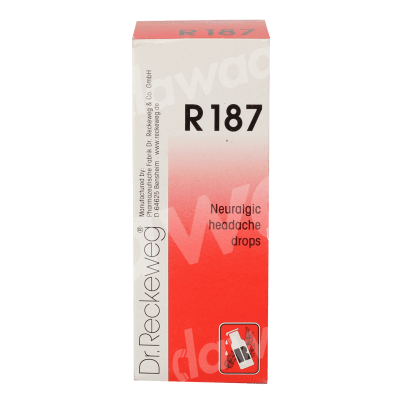 R 187
Neuralgic
headache
drops
Dr. Reckeweg®
Manufactured by:
Pharmazeutische Fabrik Dr. Reckeweg & Co. GmbH
D-64625 Bensheim - www.reckeweg.de
dawaa